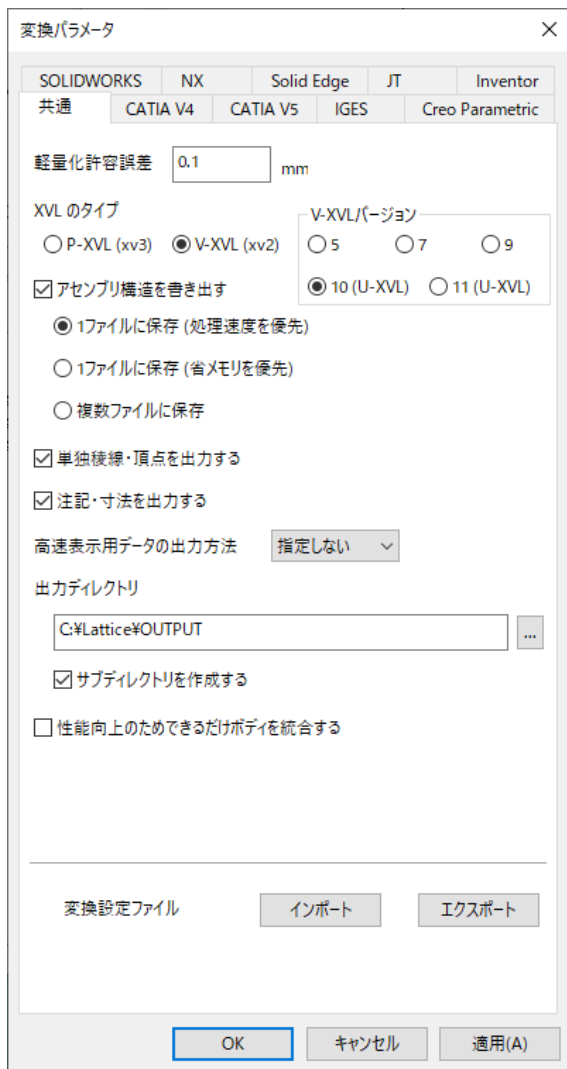 変換パラメータ
SOLIDWORKS NX Solid Edge JT Inventor
共通 CATIA V4 CATIA V5 IGES Creo Parametric
軽量化許容誤差 0.1 mm
XVL のタイプ
V-XVLバージョン
P-XVL (xv3) V-XVL (xv2)
5 7 9
10 (U-XVL) 11 (U-XVL)
アセンブリ構造を書き出す
1ファイルに保存 (処理速度を優先)
1ファイルに保存 (省メモリを優先)
複数ファイルに保存
単独稜線・頂点を出力する
注記・寸法を出力する
高速表示用データの出力方法 指定しない
出力ディレクトリ
C:¥Lattice¥OUTPUT ...
サブディレクトリを作成する
性能向上のためできるだけボディを統合する
変換設定ファイル インポート エクスポート
OK キャンセル 適用(A)